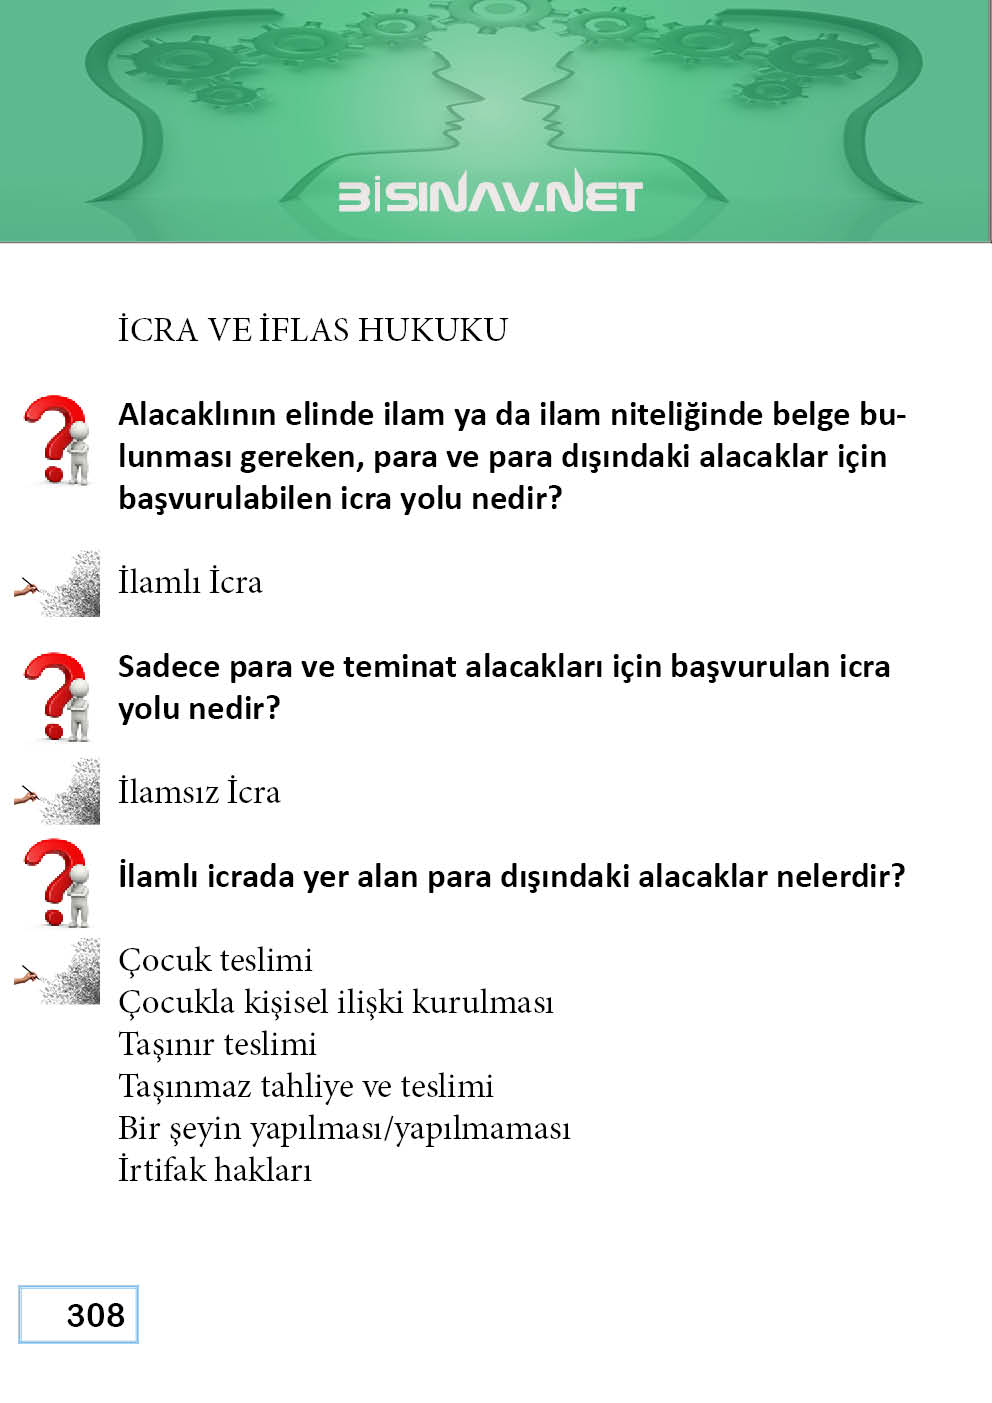 BİSINAV.NET
İCRA VE İFLAS HUKUKU
Alacaklının elinde ilam ya da ilam niteliğinde belge bu-
lunması gereken, para ve para dışındaki alacaklar için
başvurulabilen icra yolu nedir?
İlamlı İcra
Sadece para ve teminat alacakları için başvurulan icra
yolu nedir?
İlamsız İcra
İlamlı icrada yer alan para dışındaki alacaklar nelerdir?
Çocuk teslimi
Çocukla kişisel ilişki kurulması
Taşınır teslimi
Taşınmaz tahliye ve teslimi
Bir şeyin yapılması/yapılmaması
İrtifak hakları
308